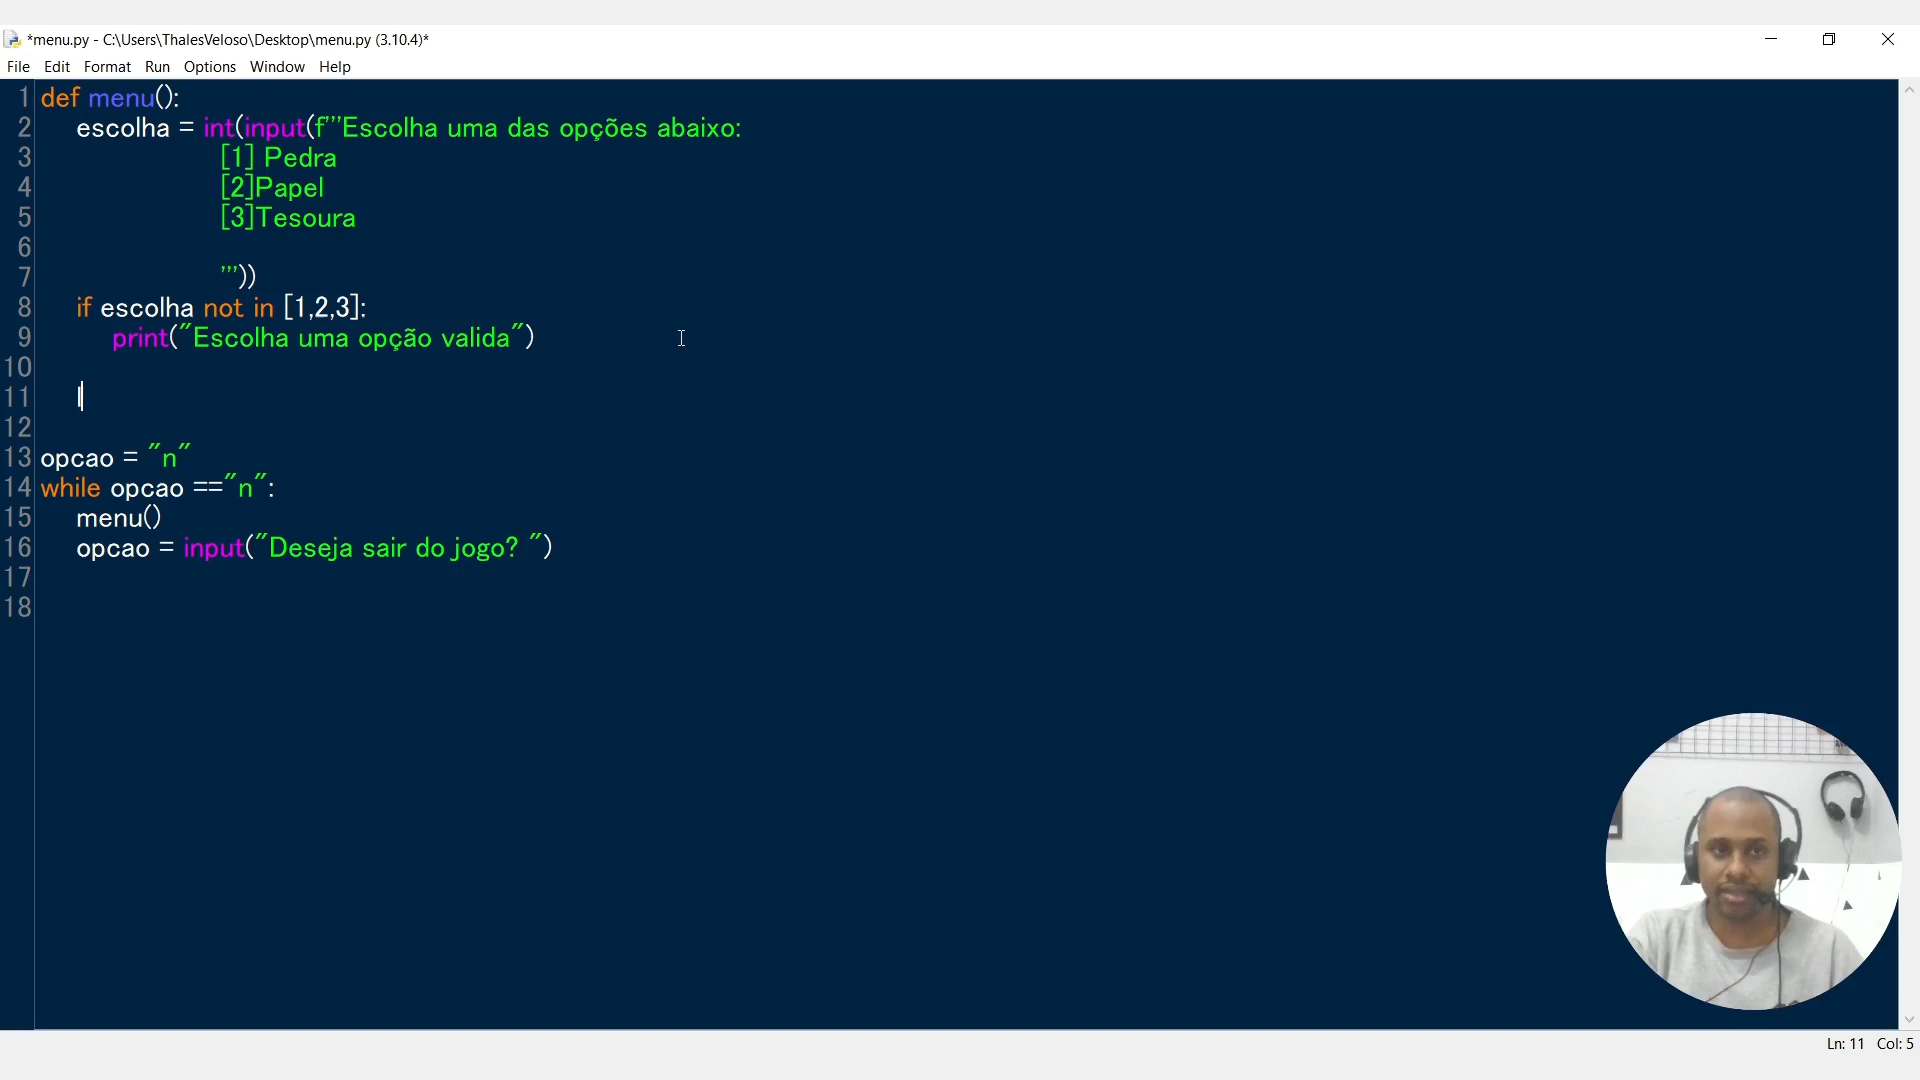 *menu.py - C:\Users\ThalesVeloso\Desktop\menu.py (3.10.4)*
File Edit Format Run Options Window Help
1 def menu():
2 escolha = int(input(f'''Escolha uma das opções abaixo:
3 [1] Pedra
4 [2]Papel
5 [3]Tesoura
6
7 '''))
8 if escolha not in [1,2,3]:
9 print("Escolha uma opção valida")
10
11
12
13 opcao = "n"
14 while opcao =="n":
15 menu()
16 opcao = input("Deseja sair do jogo? ")
17
18
Ln: 11 Col: 5